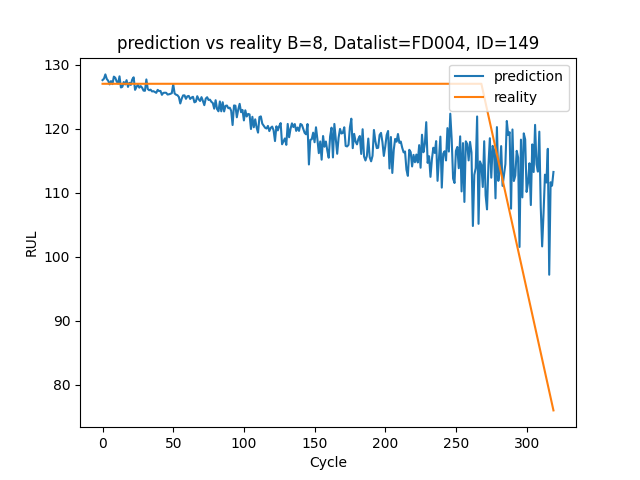 prediction vs reality B=8, Datalist=FD004, ID=149
prediction
reality
RUL
130
120
110
100
90
80
0 50 100 150 200 250 300
Cycle